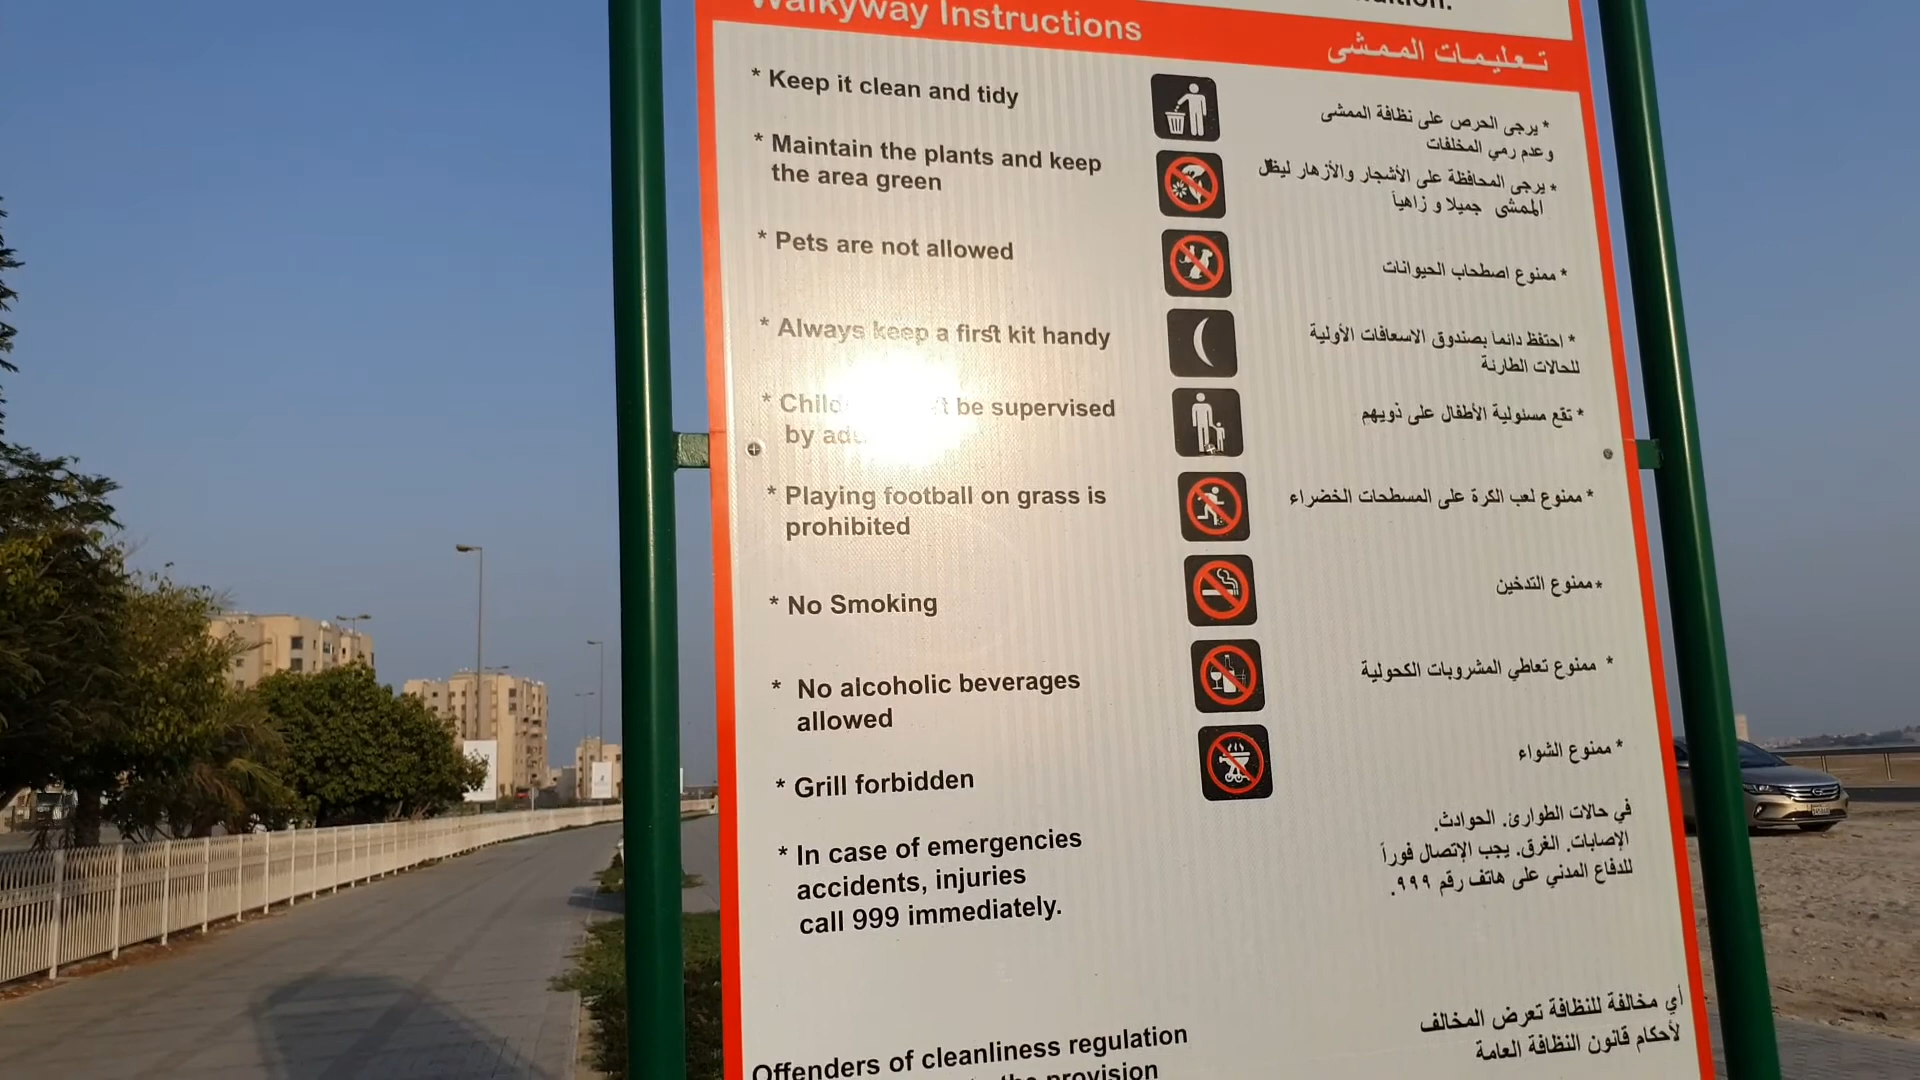 Walkyway Instructions
تعليمات الممشى
* Keep it clean and tidy
* يرجى الحرص على نظافة الممشى
وعدم رمي المخلفات
* Maintain the plants and keep
the area green
* يرجى المحافظة على الأشجار والأزهار ليظل
الممشى جميلا و زاهياً
* Pets are not allowed
* ممنوع اصطحاب الحيوانات
* Always keep a first kit handy
* احتفظ دائماً بصندوق الاسعافات الأولية
للحالات الطارئة
* be supervised
by
* تقع مسئولية الأطفال على ذويهم
* Playing football on grass is
prohibited
* ممنوع لعب الكرة على المسطحات الخضراء
* No Smoking
* ممنوع التدخين
* No alcoholic beverages
allowed
* ممنوع تعاطي المشروبات الكحولية
* Grill forbidden
* ممنوع الشواء
* In case of emergencies
accidents, injuries
call 999 immediately.
في حالات الطوارئ. الحوادث.
الإصابات. الغرق. يجب الإتصال فوراً
للدفاع المدني على هاتف رقم ٩٩٩.
Offenders of cleanliness regulation
the provision
أي مخالفة للنظافة تعرض المخالف
لأحكام قانون النظافة العامة